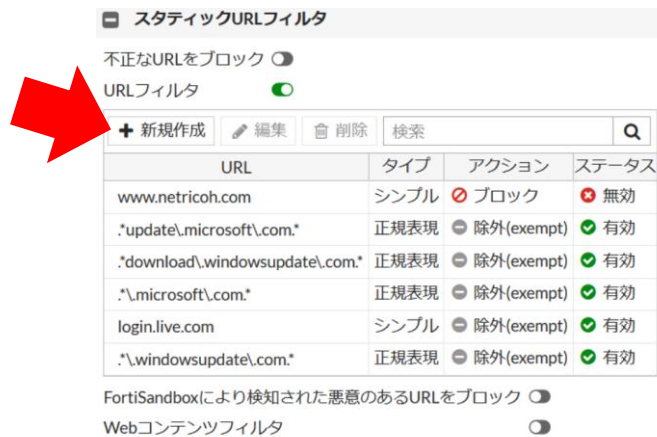 スタティックURLフィルタ
不正なURLをブロック
URLフィルタ
新規作成 編集 削除 検索
URL タイプ アクション ステータス
www.netricoh.com シンプル ブロック 無効
.*update\.microsoft\.com.* 正規表現 除外(exempt) 有効
.*download\.windowsupdate\.com.* 正規表現 除外(exempt) 有効
.*\.microsoft\.com.* 正規表現 除外(exempt) 有効
login.live.com シンプル 除外(exempt) 有効
.*\.windowsupdate\.com.* 正規表現 除外(exempt) 有効
FortiSandboxにより検知された悪意のあるURLをブロック
Webコンテンツフィルタ